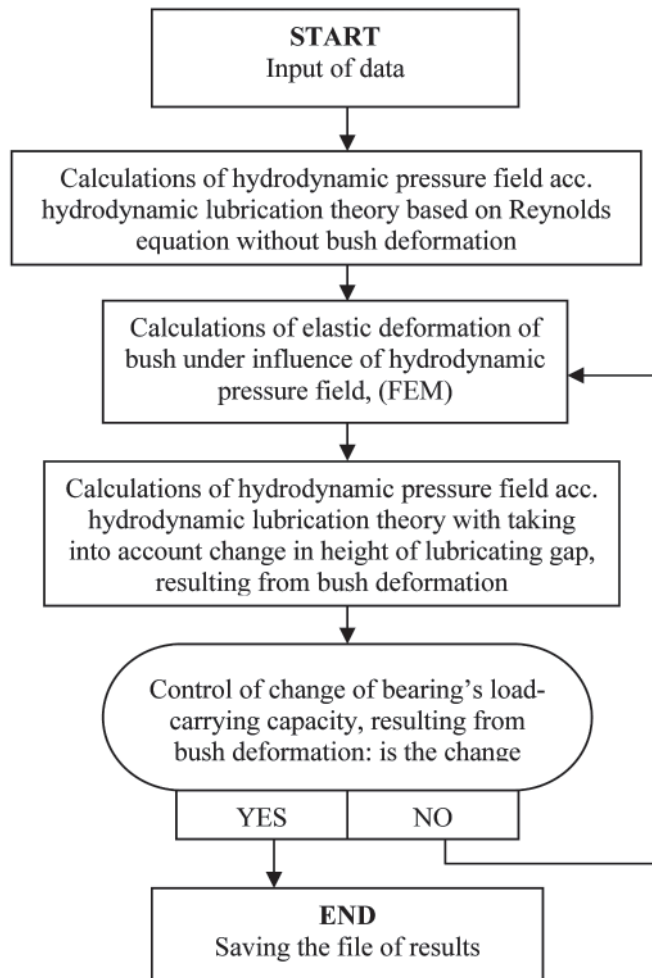 START
Input of data
Calculations of hydrodynamic pressure field acc.
hydrodynamic lubrication theory based on Reynolds
equation without bush deformation
Calculations of elastic deformation of
bush under influence of hydrodynamic
pressure field, (FEM)
Calculations of hydrodynamic pressure field acc.
hydrodynamic lubrication theory with taking
into account change in height of lubricating gap,
resulting from bush deformation
Control of change of bearing’s load-
carrying capacity, resulting from
bush deformation: is the change
YES
NO
END
Saving the file of results